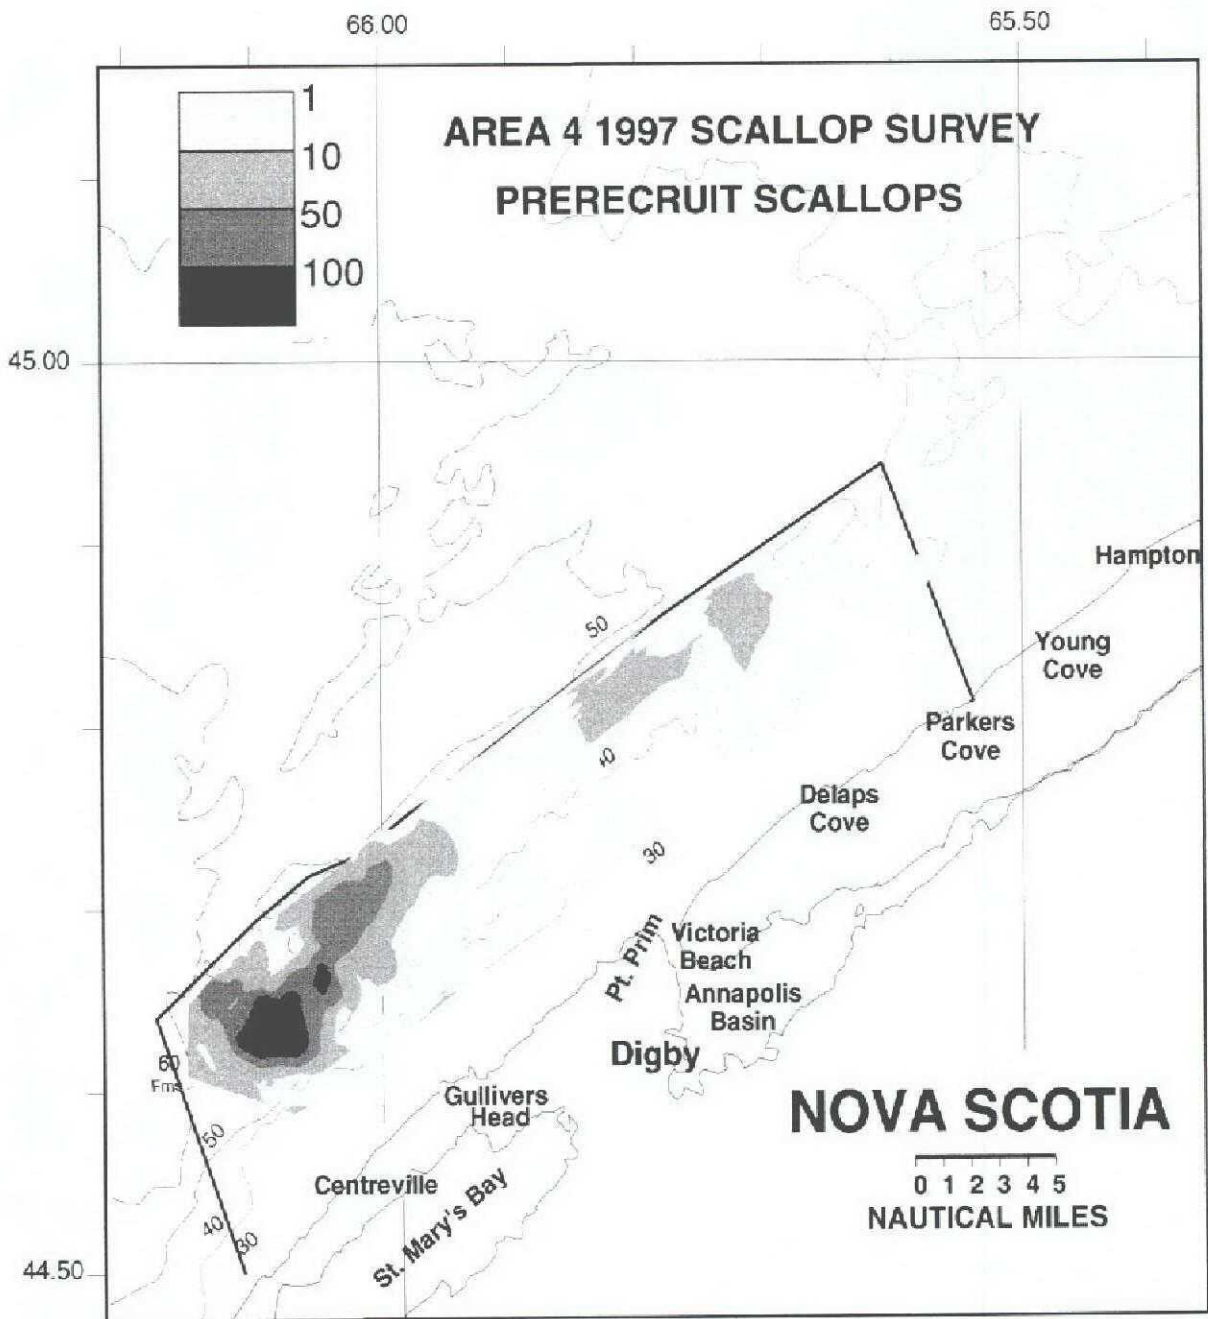 66.00
65.50
1
10
50
100
AREA 4 1997 SCALLOP SURVEY
PRERECRUIT SCALLOPS
45.00
Hampton
50
Young
Cove
Parkers
Cove
40
Delaps
Cove
30
Pt. Prim
Victoria
Beach
Annapolis
Basin
Digby
60
Fms
Gullivers
Head
NOVA SCOTIA
50
Centreville
St. Mary's Bay
0 1 2 3 4 5
NAUTICAL MILES
40
30
44.50